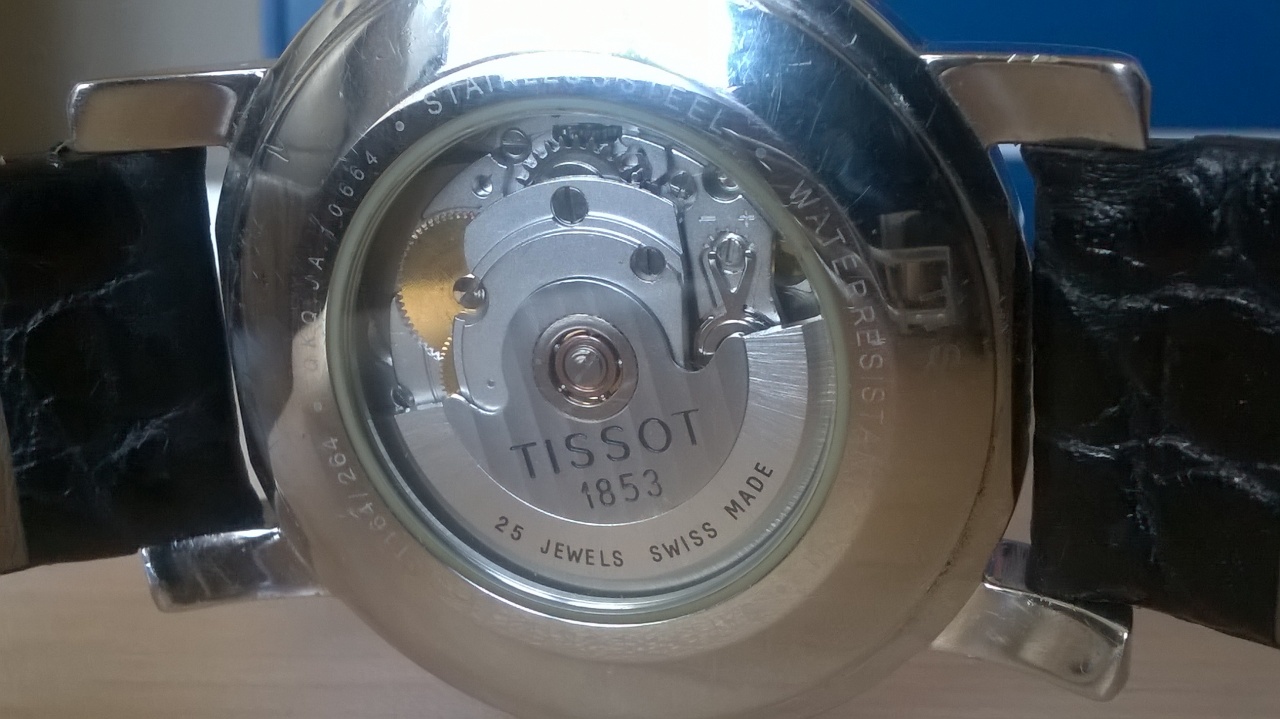 • STAINLESS STEEL
WATER RESISTANT
TISSOT
1853
25 JEWELS SWISS MADE
- +